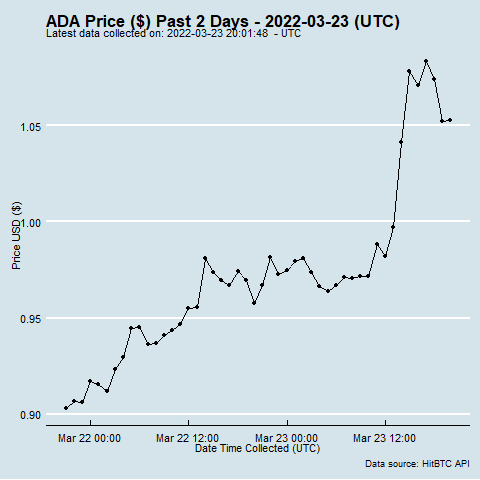 ADA Price ($) Past 2 Days - 2022-03-23 (UTC)
Latest data collected on: 2022-03-23 20:01:48  - UTC
Price USD ($)
1.05
1.00
0.95
0.90
Mar 22 00:00
Mar 22 12:00
Mar 23 00:00
Mar 23 12:00
Date Time Collected (UTC)
Data source: HitBTC API